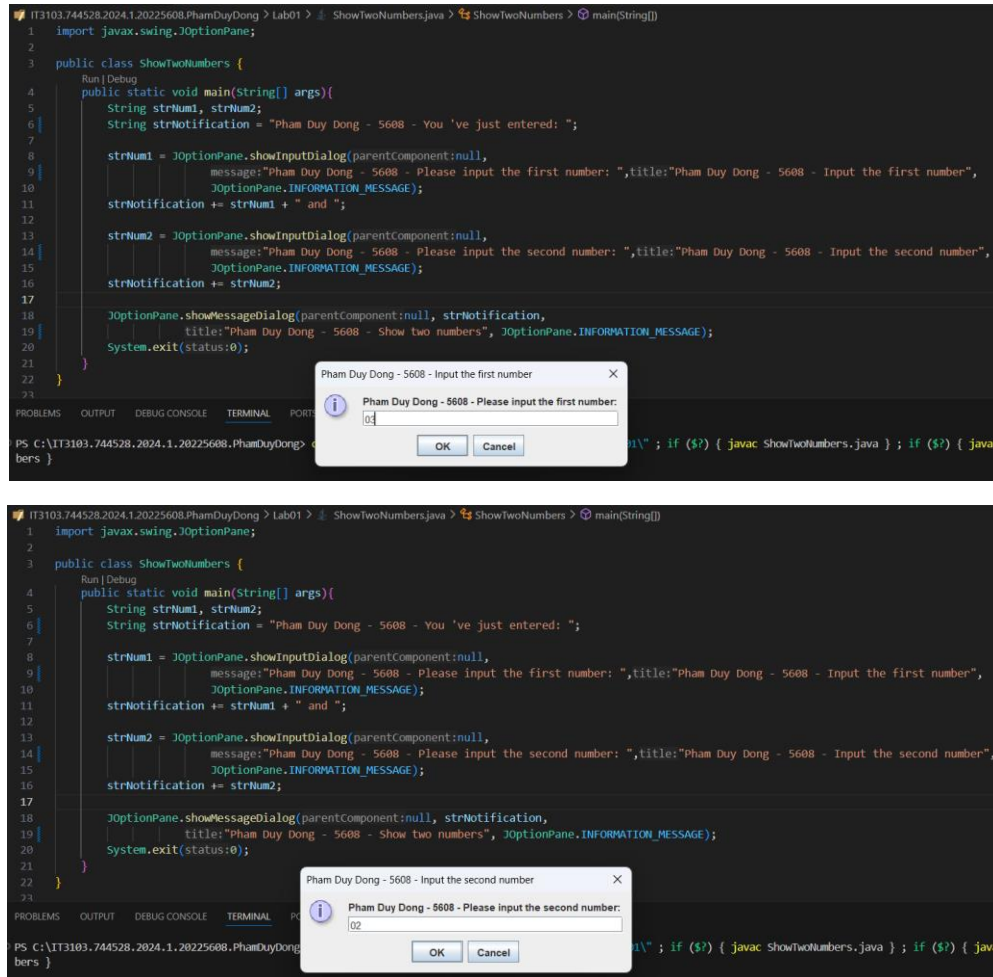 IT3103.744528.2024.1.20225608.PhamDuyDong > Lab01 > ShowTwoNumbers.java > ShowTwoNumbers > main(String[])
1 import javax.swing.JOptionPane;
2
3 public class ShowTwoNumbers {
Run | Debug
4 public static void main(String[] args){
5 String strNum1, strNum2;
6 String strNotification = "Pham Duy Dong - 5608 - You 've just entered: ";
7
8 strNum1 = JOptionPane.showInputDialog(parentComponent:null,
9 message:"Pham Duy Dong - 5608 - Please input the first number: ",title:"Pham Duy Dong - 5608 - Input the first number",
10 JOptionPane.INFORMATION_MESSAGE);
11 strNotification += strNum1 + " and ";
12
13 strNum2 = JOptionPane.showInputDialog(parentComponent:null,
14 message:"Pham Duy Dong - 5608 - Please input the second number: ",title:"Pham Duy Dong - 5608 - Input the second number",
15 JOptionPane.INFORMATION_MESSAGE);
16 strNotification += strNum2;
17
18 JOptionPane.showMessageDialog(parentComponent:null, strNotification,
19 title:"Pham Duy Dong - 5608 - Show two numbers", JOptionPane.INFORMATION_MESSAGE);
20 System.exit(status:0);
21 }
22 }
23
Pham Duy Dong - 5608 - Input the first number
Pham Duy Dong - 5608 - Please input the first number:
03
OK Cancel
PROBLEMS OUTPUT DEBUG CONSOLE TERMINAL PORTS
PS C:\IT3103.744528.2024.1.20225608.PhamDuyDong> 01\" ; if ($?) { javac ShowTwoNumbers.java } ; if ($?) { java
bers }
IT3103.744528.2024.1.20225608.PhamDuyDong > Lab01 > ShowTwoNumbers.java > ShowTwoNumbers > main(String[])
1 import javax.swing.JOptionPane;
2
3 public class ShowTwoNumbers {
Run | Debug
4 public static void main(String[] args){
5 String strNum1, strNum2;
6 String strNotification = "Pham Duy Dong - 5608 - You 've just entered: ";
7
8 strNum1 = JOptionPane.showInputDialog(parentComponent:null,
9 message:"Pham Duy Dong - 5608 - Please input the first number: ",title:"Pham Duy Dong - 5608 - Input the first number",
10 JOptionPane.INFORMATION_MESSAGE);
11 strNotification += strNum1 + " and ";
12
13 strNum2 = JOptionPane.showInputDialog(parentComponent:null,
14 message:"Pham Duy Dong - 5608 - Please input the second number: ",title:"Pham Duy Dong - 5608 - Input the second number",
15 JOptionPane.INFORMATION_MESSAGE);
16 strNotification += strNum2;
17
18 JOptionPane.showMessageDialog(parentComponent:null, strNotification,
19 title:"Pham Duy Dong - 5608 - Show two numbers", JOptionPane.INFORMATION_MESSAGE);
20 System.exit(status:0);
21 }
22 }
23
Pham Duy Dong - 5608 - Input the second number
Pham Duy Dong - 5608 - Please input the second number:
02
OK Cancel
PROBLEMS OUTPUT DEBUG CONSOLE TERMINAL
PS C:\IT3103.744528.2024.1.20225608.PhamDuyDong 01\" ; if ($?) { javac ShowTwoNumbers.java } ; if ($?) { jav
bers }